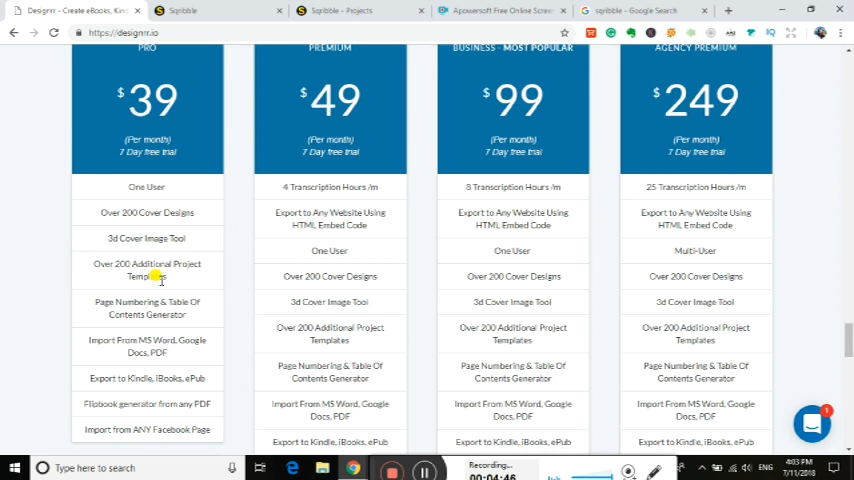 Designrr - Create eBooks, Kind
Sqribble
Sqribble - Projects
Apowersoft Free Online Screen
sqribble - Google Search
https://designrr.io
PRO
PREMIUM
BUSINESS - MOST POPULAR
AGENCY PREMIUM
$39
$49
$99
$249
(Per month)
(Per month)
(Per month)
(Per month)
7 Day free trial
7 Day free trial
7 Day free trial
7 Day free trial
One User
Over 200 Cover Designs
3d Cover Image Tool
Over 200 Additional Project
Templates
Page Numbering & Table Of
Contents Generator
Import From MS Word, Google
Docs, PDF
Export to Kindle, iBooks, ePub
Flipbook generator from any PDF
Import from ANY Facebook Page
4 Transcription Hours /m
Export to Any Website Using
HTML Embed Code
One User
Over 200 Cover Designs
3d Cover Image Tool
Over 200 Additional Project
Templates
Page Numbering & Table Of
Contents Generator
Import From MS Word, Google
Docs, PDF
Export to Kindle, iBooks, ePub
8 Transcription Hours /m
Export to Any Website Using
HTML Embed Code
One User
Over 200 Cover Designs
3d Cover Image Tool
Over 200 Additional Project
Templates
Page Numbering & Table Of
Contents Generator
Import From MS Word, Google
Docs, PDF
Export to Kindle, iBooks, ePub
25 Transcription Hours /m
Export to Any Website Using
HTML Embed Code
Multi-User
Over 200 Cover Designs
3d Cover Image Tool
Over 200 Additional Project
Templates
Page Numbering & Table Of
Contents Generator
Import From MS Word, Google
Docs, PDF
Export to Kindle, iBooks, ePub
1
Type here to search
Recording...
00:04:46
ENG
4:03 PM
7/11/2018